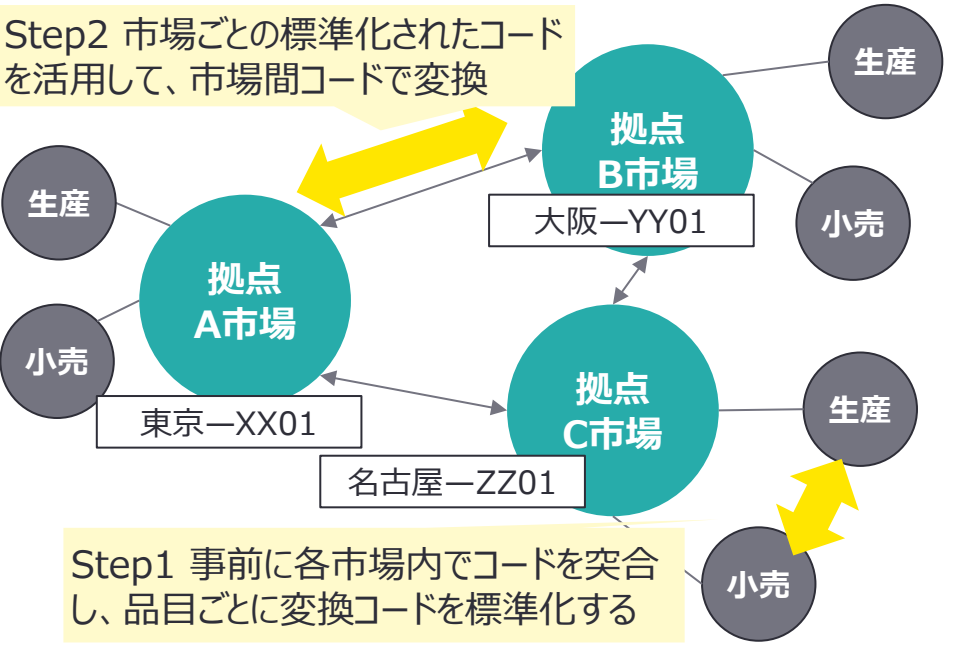 Step2 市場ごとの標準化されたコード
を活用して、市場間コードで変換
生産
拠点
B市場
大阪ーYY01
小売
生産
拠点
A市場
小売
東京ーXX01
拠点
C市場
生産
名古屋ーZZ01
Step1 事前に各市場内でコードを突合
し、品目ごとに変換コードを標準化する
小売